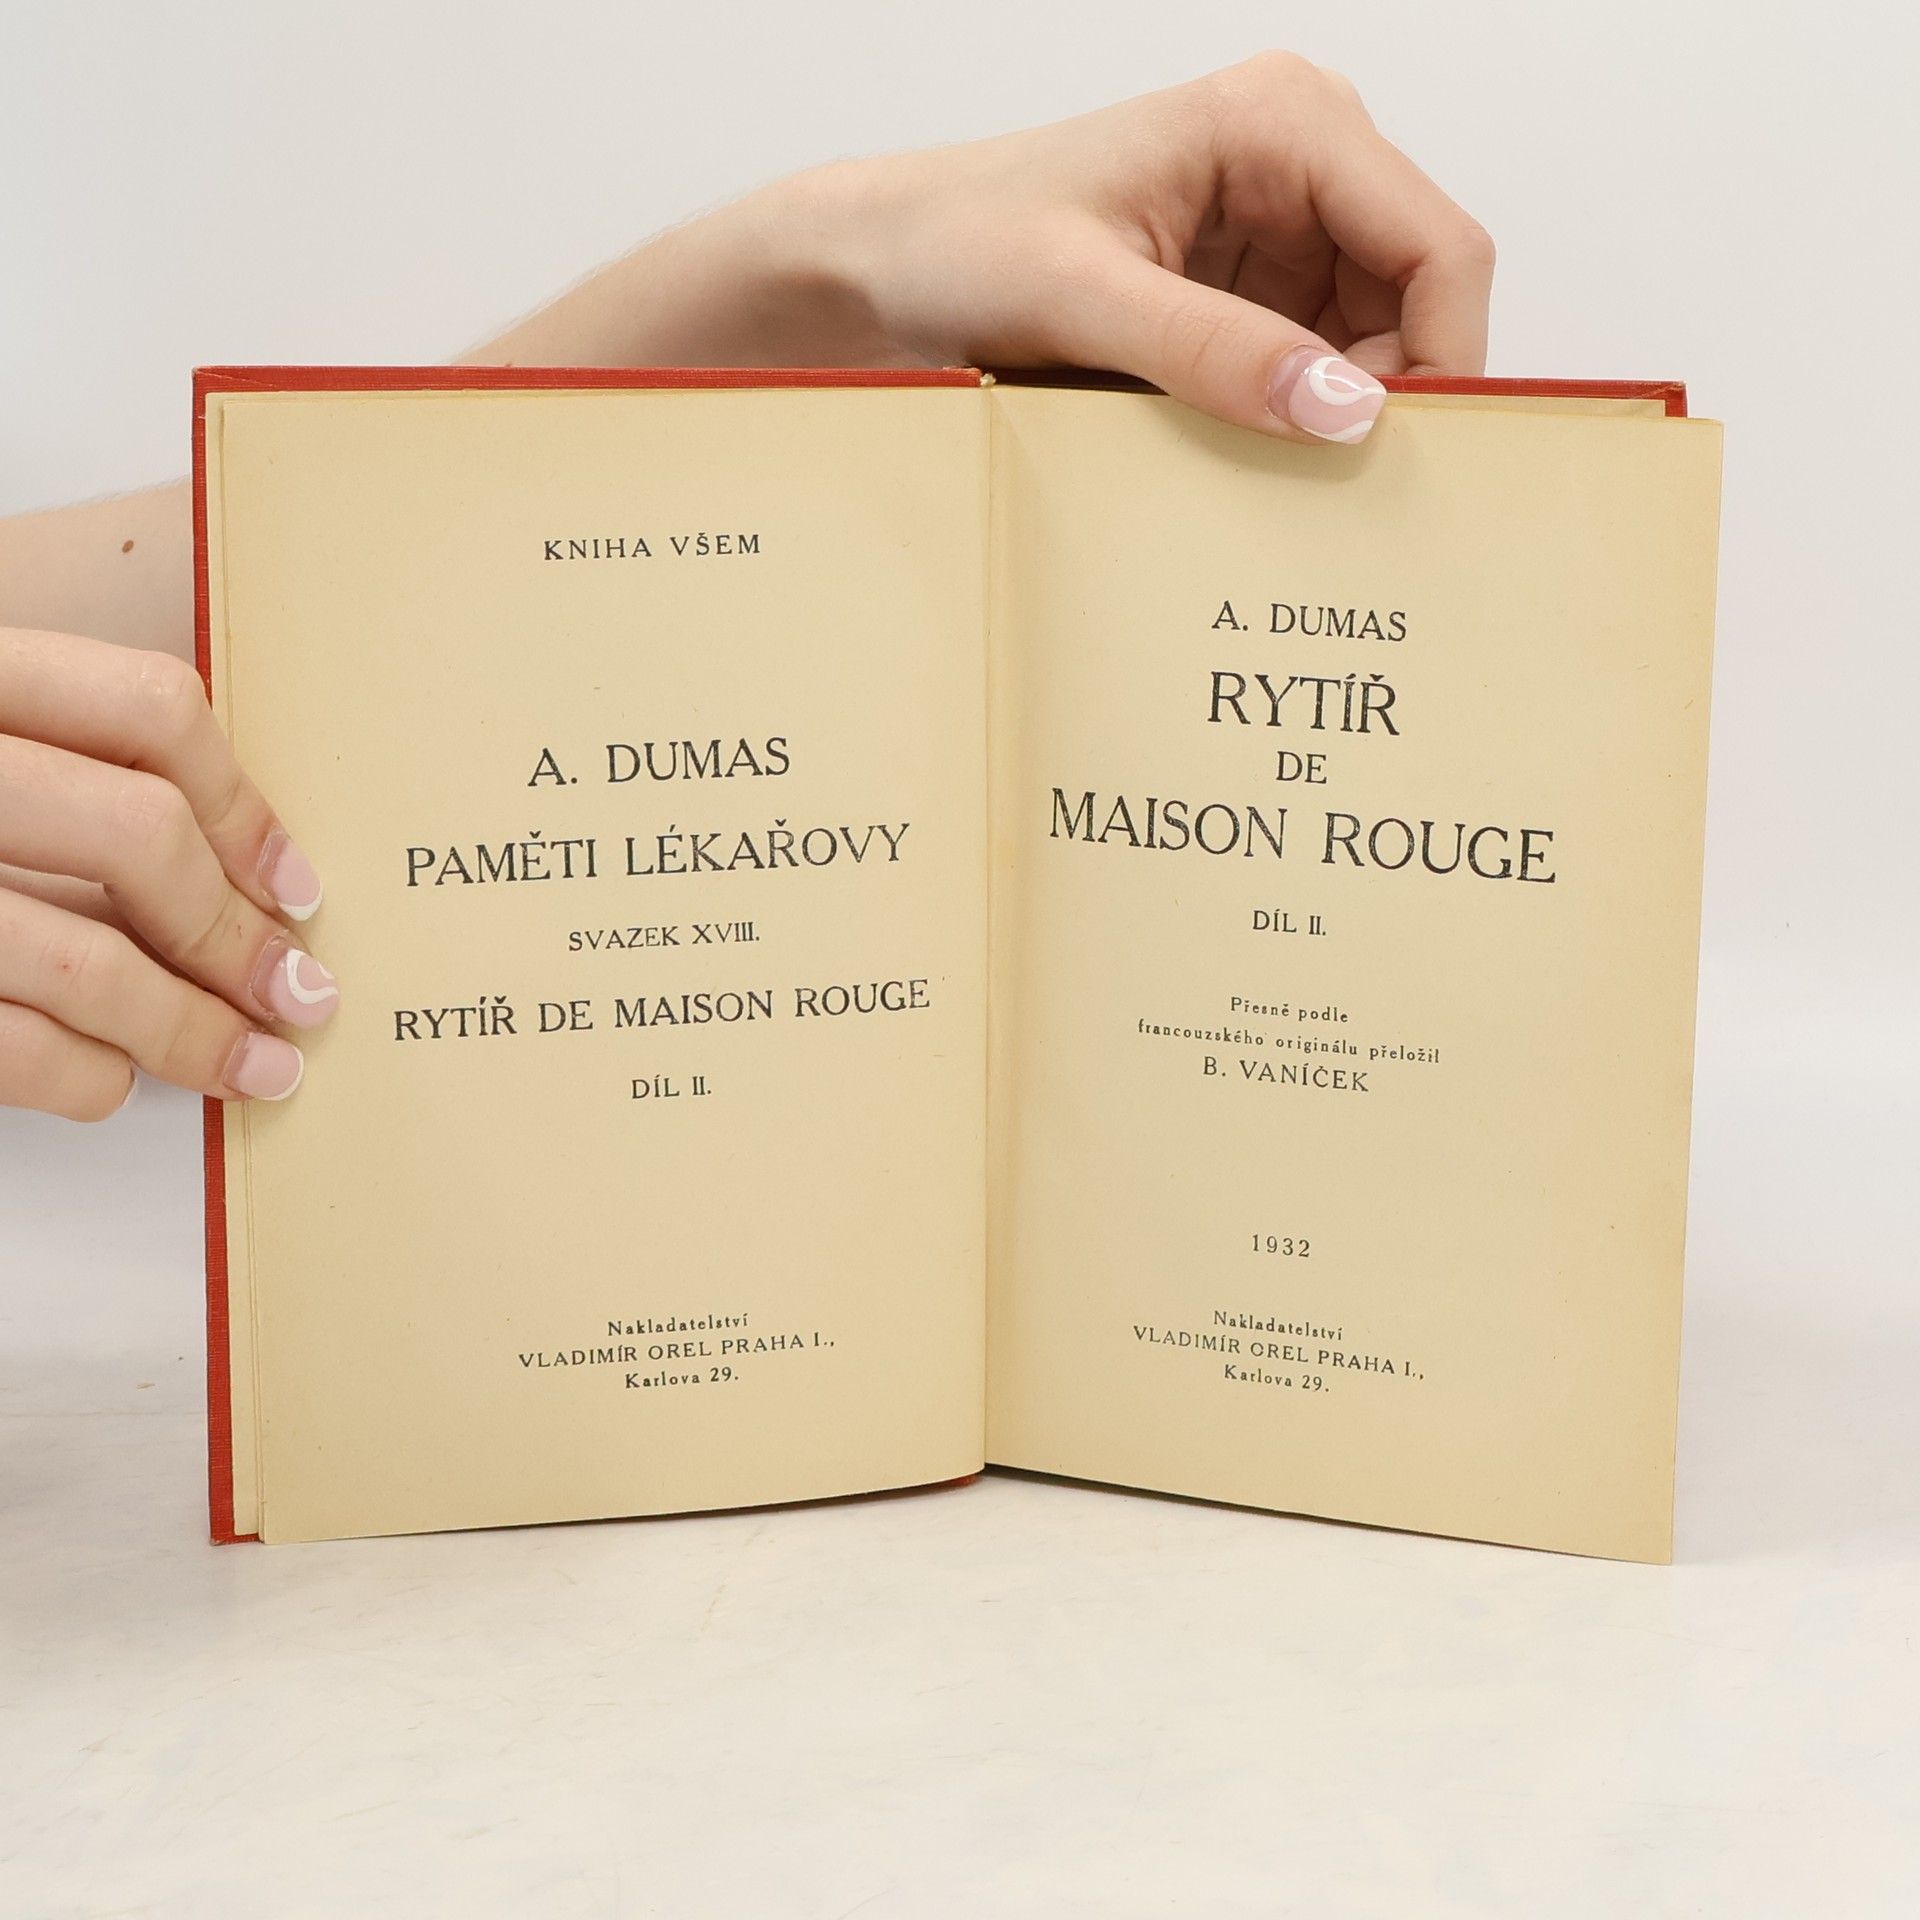 KNIHA VŠEM
A. DUMAS
PAMĚTI LÉKAŘOVY
SVAZEK XVIII.
RYTÍŘ DE MAISON ROUGE
DÍL II.
Nakladatelství
VLADIMÍR OREL PRAHA I.,
Karlova 29.
A. DUMAS
RYTÍŘ
DE
MAISON ROUGE
DÍL II.
Přesně podle
francouzského originálu přeložil
B. VANÍČEK
1932
Nakladatelství
VLADIMÍR OREL PRAHA I.,
Karlova 29.